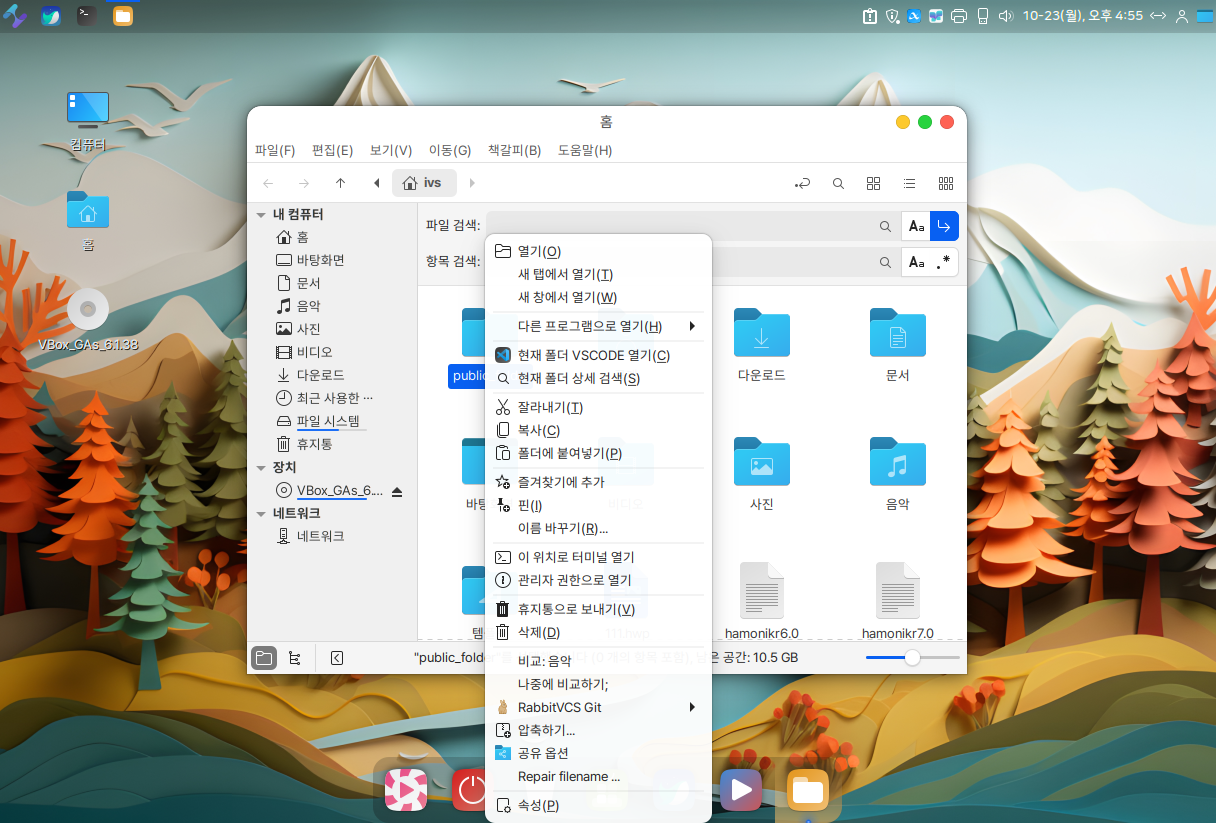 10-23(월), 오후 4:55
컴퓨터
홈
VBox_GAs_6.1.38
홈
파일(F) 편집(E) 보기(V) 이동(G) 책갈피(B) 도움말(H)
ivs
내 컴퓨터
홈
바탕화면
문서
음악
사진
비디오
다운로드
최근 사용한 ···
파일 시스템
휴지통
장치
VBox_GAs_6....
네트워크
네트워크
파일 검색:
Aa
항목 검색:
Aa .*
다운로드
문서
사진
음악
hamonikr6.0
hamonikr7.0
공간: 10.5 GB
열기(O)
새 탭에서 열기(T)
새 창에서 열기(W)
다른 프로그램으로 열기(H)
현재 폴더 VSCODE 열기(C)
현재 폴더 상세 검색(S)
잘라내기(T)
복사(C)
폴더에 붙여넣기(P)
즐겨찾기에 추가
핀(I)
이름 바꾸기(R)...
이 위치로 터미널 열기
관리자 권한으로 열기
휴지통으로 보내기(V)
삭제(D)
비교: 음악
나중에 비교하기;
RabbitVCS Git
압축하기...
공유 옵션
Repair filename ...
속성(P)